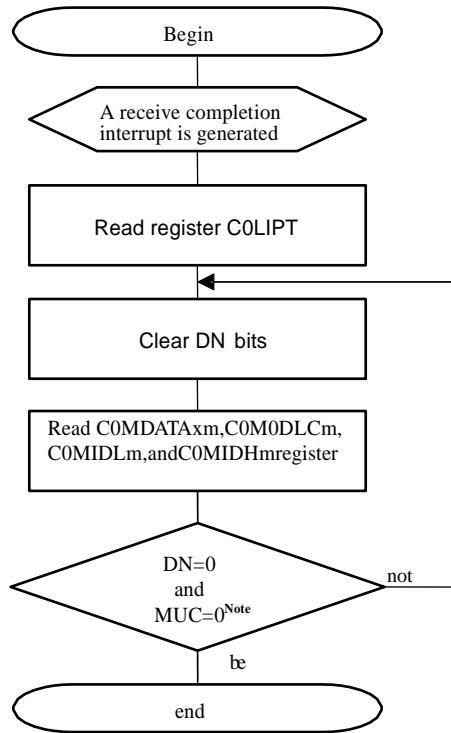 Begin
A receive completion
interrupt is generated
Read register C0LIPT
Clear DN bits
Read C0MDATAxm,C0M0DLCm,
C0MIDLm,andC0MIDHmregister
DN=0
and
MUC=0Note
not
be
end